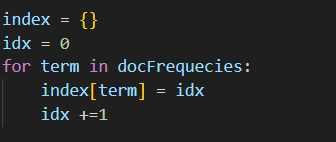 index = {}
idx = 0
for term in docFrequecies:
    index[term] = idx
    idx +=1